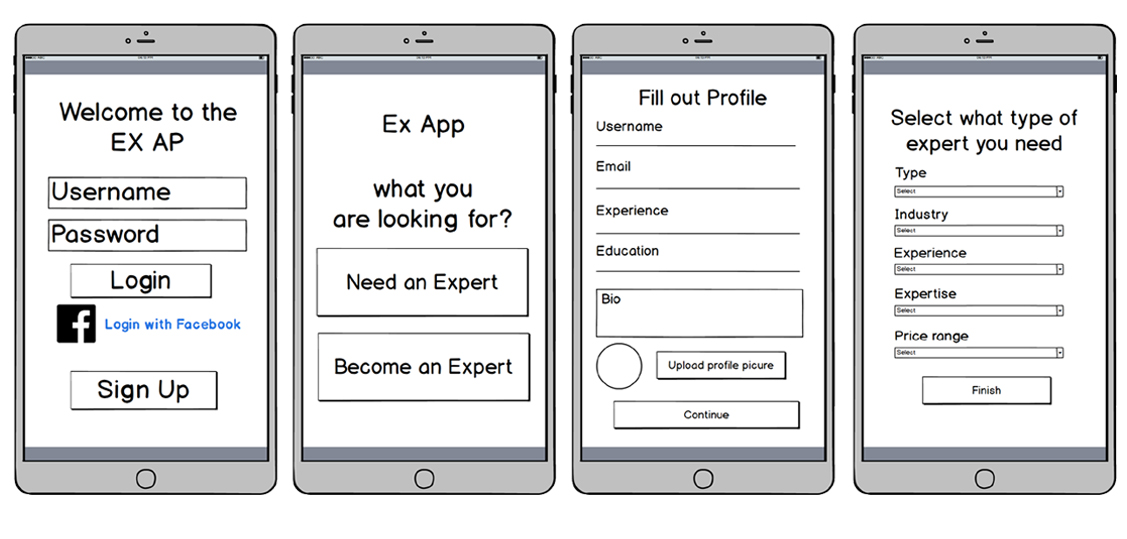 Welcome to the
EX AP
Username
Password
Login
Login with Facebook
Sign Up
Ex App
what you
are looking for?
Need an Expert
Become an Expert
Fill out Profile
Username
Email
Experience
Education
Bio
Upload profile picure
Continue
Select what type of
expert you need
Type
Select
Industry
Select
Experience
Select
Expertise
Select
Price range
Select
Finish